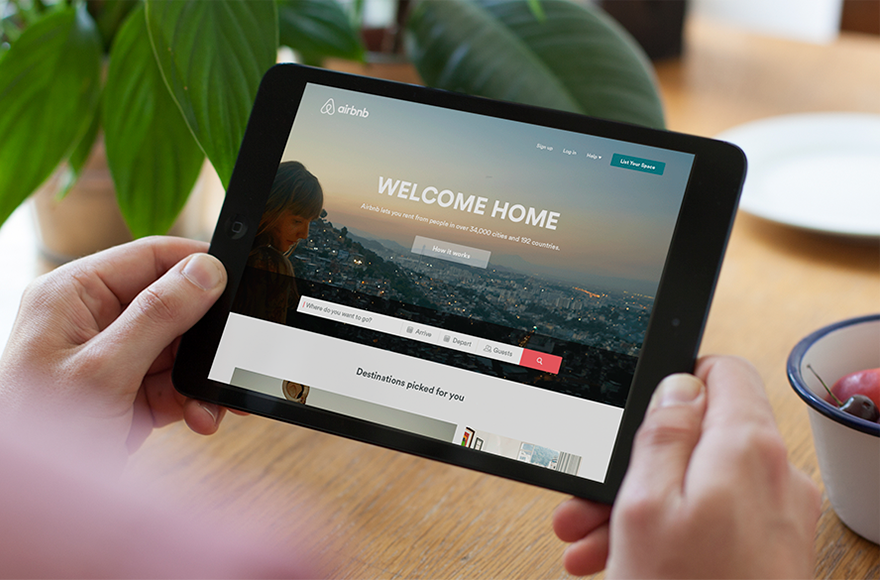 airbnb
Sign up Log in Help List Your Space
WELCOME HOME
Airbnb lets you rent from people in over 34,000 cities and 192 countries.
How it works
Where do you want to go? Arrive Depart Guests
Destinations picked for you